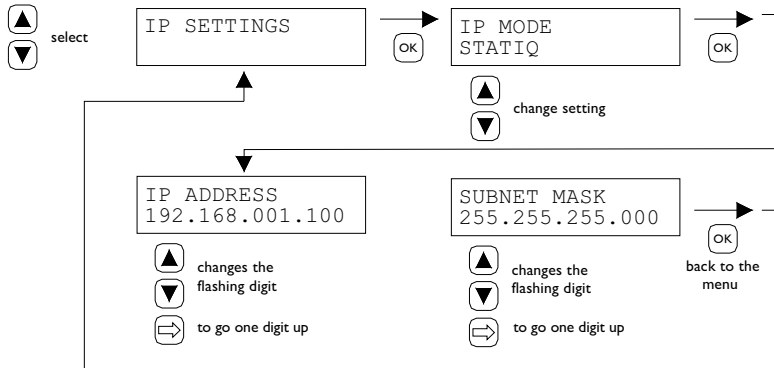 select
IP SETTINGS
OK
IP MODE
STATIQ
OK
change setting
IP ADDRESS
192.168.001.100
changes the
flashing digit
to go one digit up
SUBNET MASK
255.255.255.000
changes the
flashing digit
to go one digit up
OK
back to the
menu